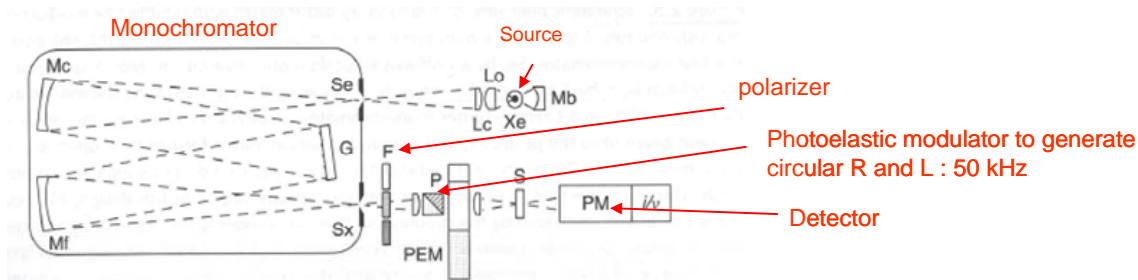 Monochromator
Source
Mc
Se
Lo
Mb
Lc
Xe
polarizer
G
F
P
S
Photoelastic modulator to generate
circular R and L : 50 kHz
PM
i/v
Detector
Mf
Sx
PEM